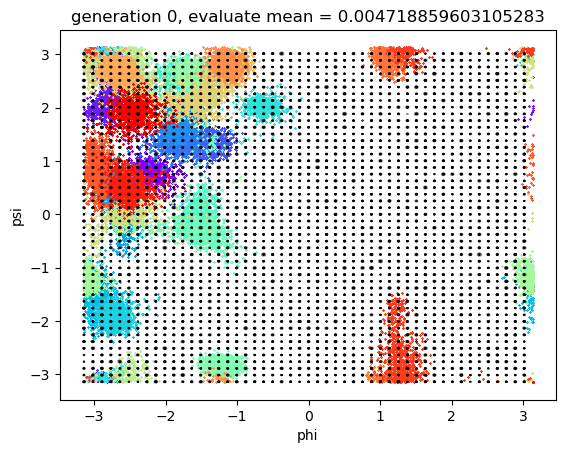 generation 0, evaluate mean = 0.004718859603105283
3
2
1
0
−1
−2
−3
psi
−3 −2 −1 0 1 2 3
phi